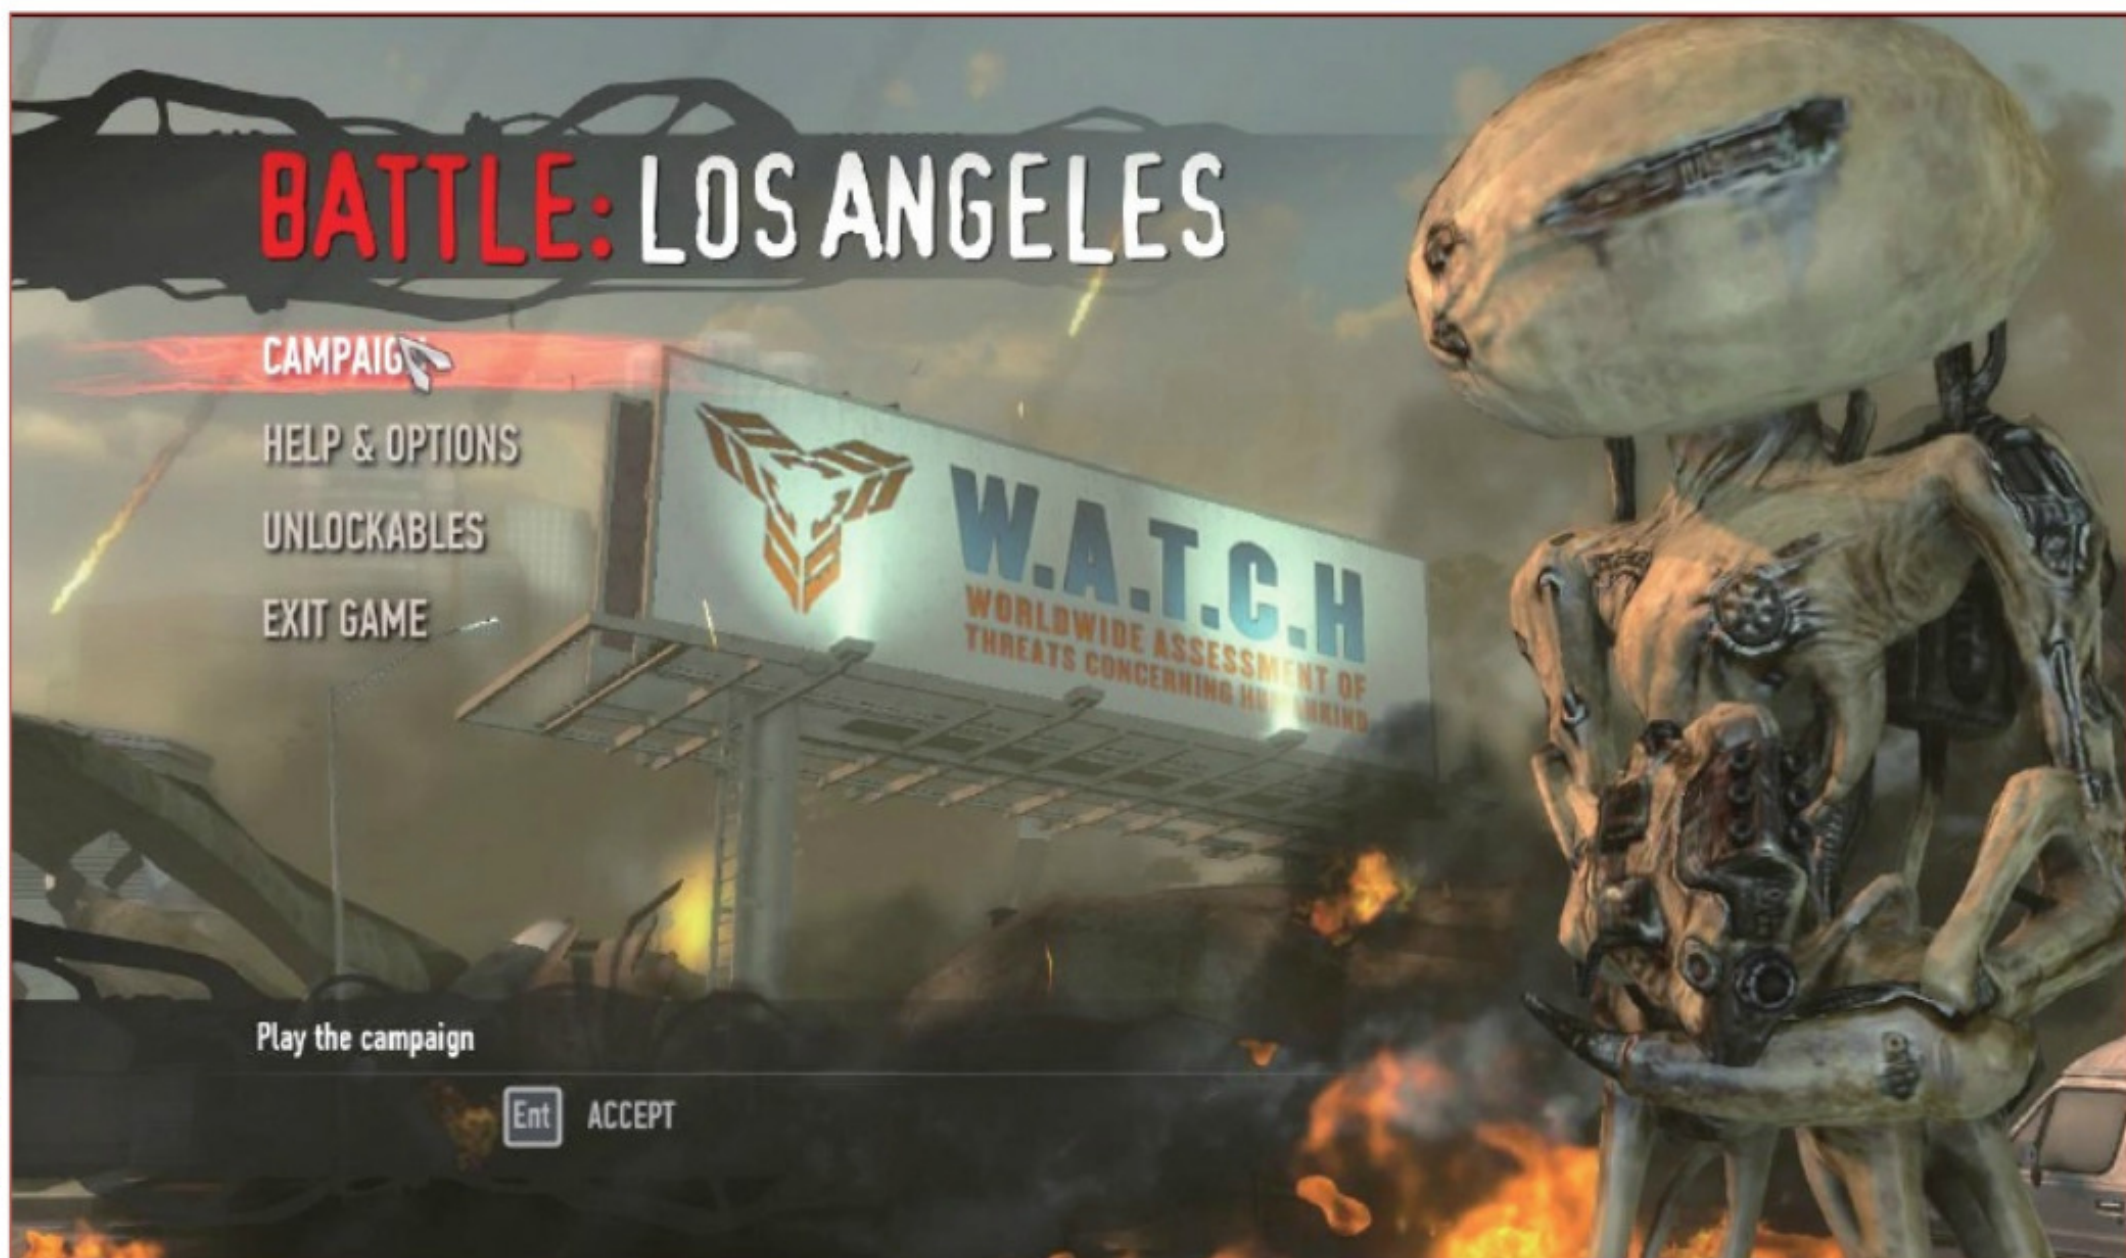 BATTLE: LOS ANGELES
CAMPAIGN
HELP & OPTIONS
UNLOCKABLES
EXIT GAME
W.A.T.C.H
WORLDWIDE ASSESSMENT OF
THREATS CONCERNING HUMANKIND
Play the campaign
Ent ACCEPT